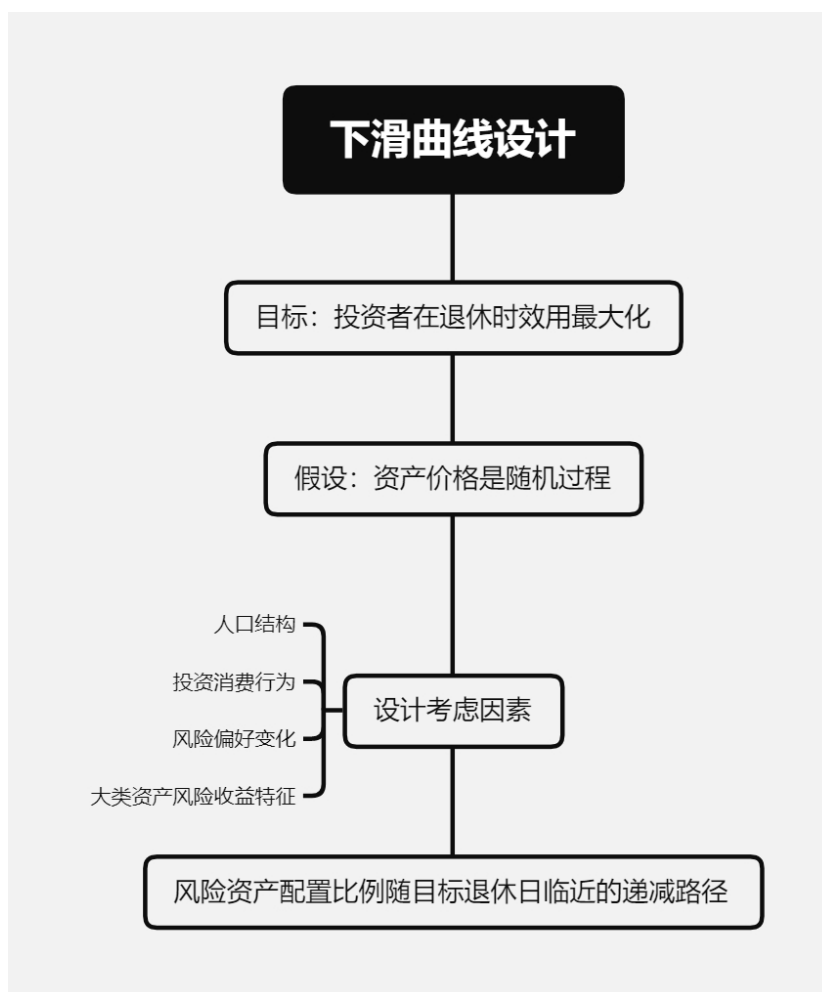 下滑曲线设计
目标：投资者在退休时效用最大化
假设：资产价格是随机过程
人口结构
投资消费行为
风险偏好变化
大类资产风险收益特征
设计考虑因素
风险资产配置比例随目标退休日临近的递减路径